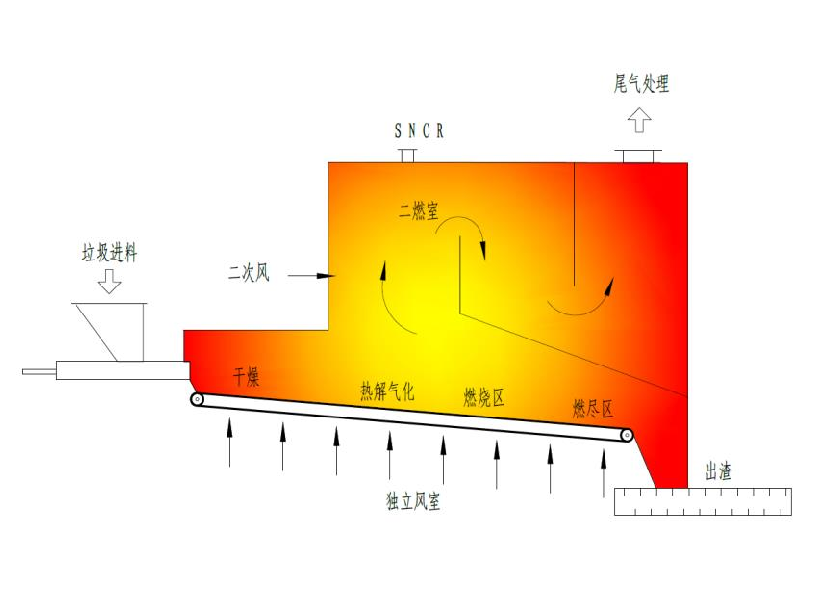 尾气处理
SNCR
二燃室
垃圾进料
二次风
干燥
热解气化
燃烧区
燃尽区
出渣
独立风室